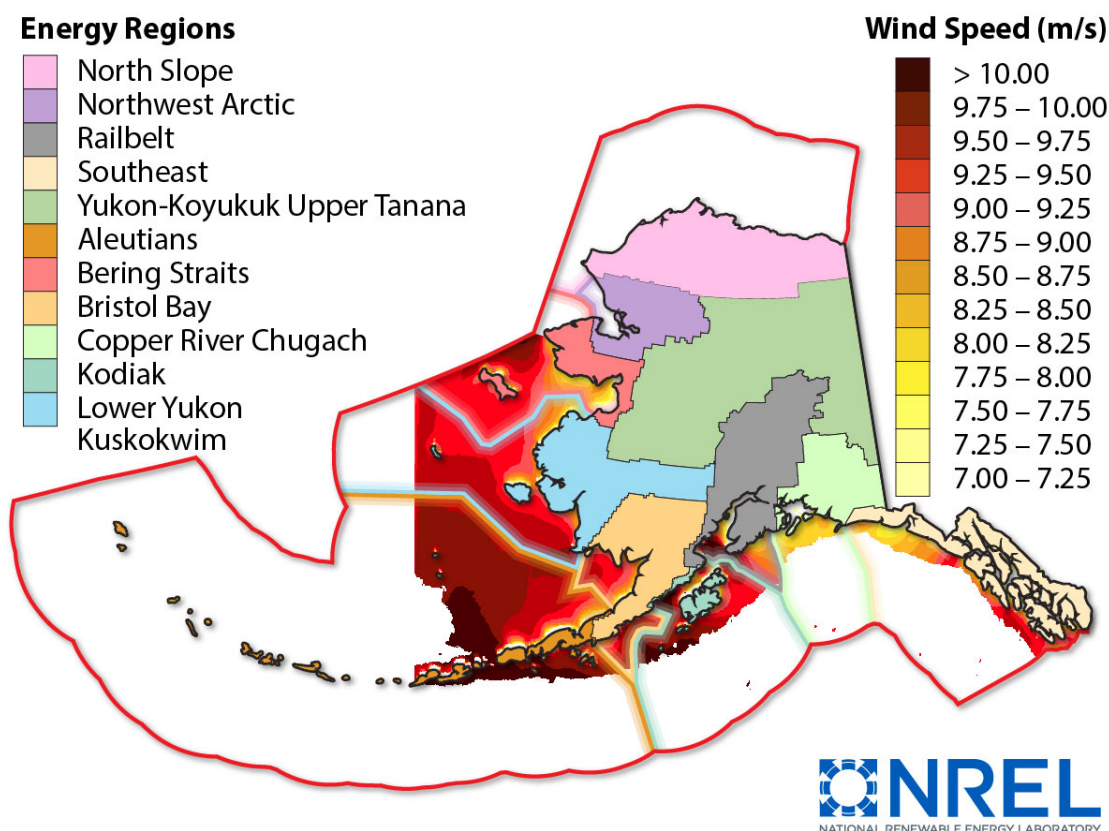 Energy Regions
North Slope
Northwest Arctic
Railbelt
Southeast
Yukon-Koyukuk Upper Tanana
Aleutians
Bering Straits
Bristol Bay
Copper River Chugach
Kodiak
Lower Yukon
Kuskokwim
Wind Speed (m/s)
> 10.00
9.75 – 10.00
9.50 – 9.75
9.25 – 9.50
9.00 – 9.25
8.75 – 9.00
8.50 – 8.75
8.25 – 8.50
8.00 – 8.25
7.75 – 8.00
7.50 – 7.75
7.25 – 7.50
7.00 – 7.25
NREL
NATIONAL RENEWABLE ENERGY LABORATORY